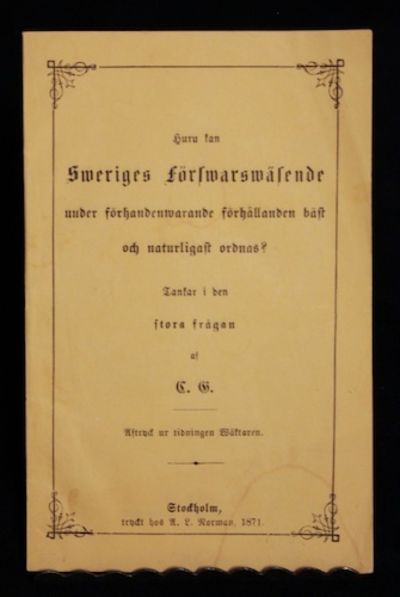 Huru kan
Sweriges Förswarswäsende
under förhandenwarande förhållanden bäst
och naturligast ordnas?
Tankar i den
stora frågan
af
C. G.
Aftryck ur tidningen Wäktaren.
Stockholm,
tryckt hos A. L. Norman, 1871.